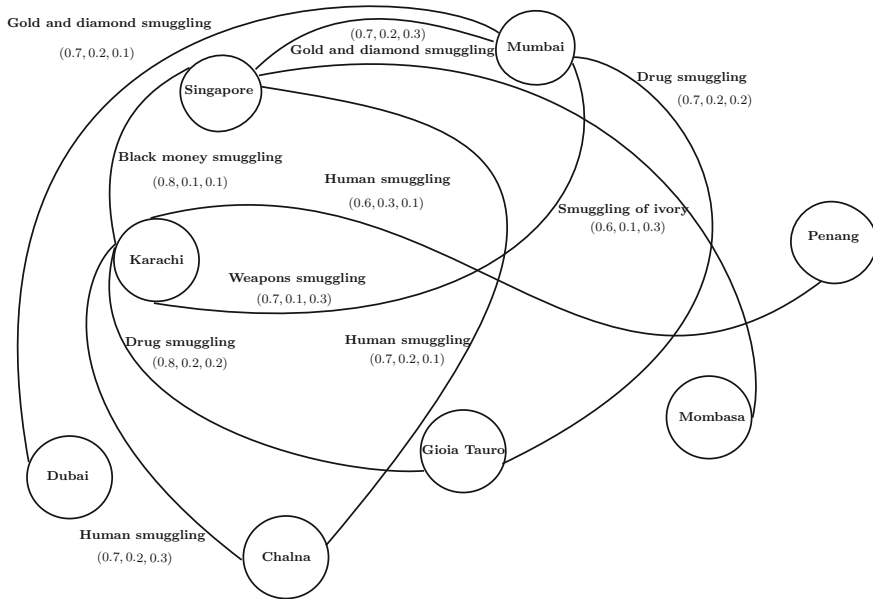 Gold and diamond smuggling
(0.7, 0.2, 0.1)
(0.7, 0.2, 0.3)
Gold and diamond smuggling
Mumbai
Singapore
Drug smuggling
(0.7, 0.2, 0.2)
Black money smuggling
(0.8, 0.1, 0.1)
Human smuggling
(0.6, 0.3, 0.1)
Smuggling of ivory
(0.6, 0.1, 0.3)
Penang
Karachi
Weapons smuggling
(0.7, 0.1, 0.3)
Drug smuggling
(0.8, 0.2, 0.2)
Human smuggling
(0.7, 0.2, 0.1)
Mombasa
Gioia Tauro
Dubai
Human smuggling
(0.7, 0.2, 0.3)
Chalna